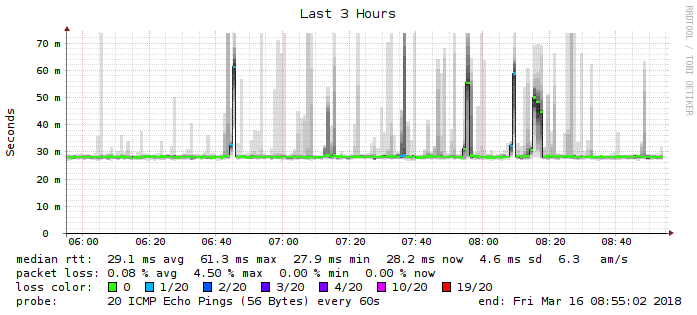 Last 3 Hours
RRDTOOL / TOBI OETIKER
Seconds
70 m
60 m
50 m
40 m
30 m
20 m
10 m
0
06:00 06:20 06:40 07:00 07:20 07:40 08:00 08:20 08:40
median rtt: 29.1 ms avg 61.3 ms max 27.9 ms min 28.2 ms now 4.6 ms sd 6.3 am/s
packet loss: 0.08 % avg 4.50 % max 0.00 % min 0.00 % now
loss color: 0 1/20 2/20 3/20 4/20 10/20 19/20
probe: 20 ICMP Echo Pings (56 Bytes) every 60s end: Fri Mar 16 08:55:02 2018